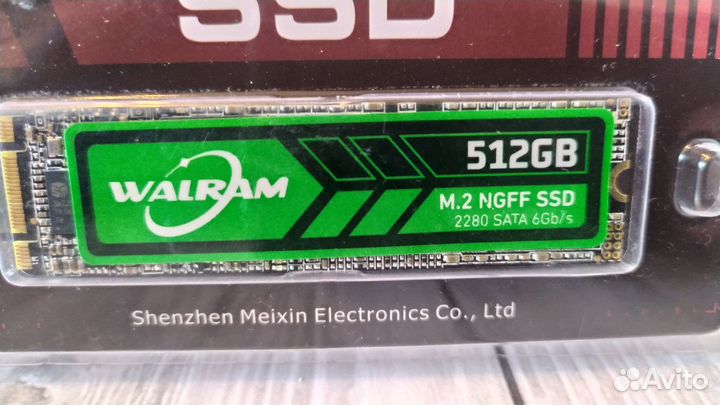 SSD
WALRAM
512GB
M.2 NGFF SSD
2280 SATA 6Gb/s
Shenzhen Meixin Electronics Co., Ltd
Avito